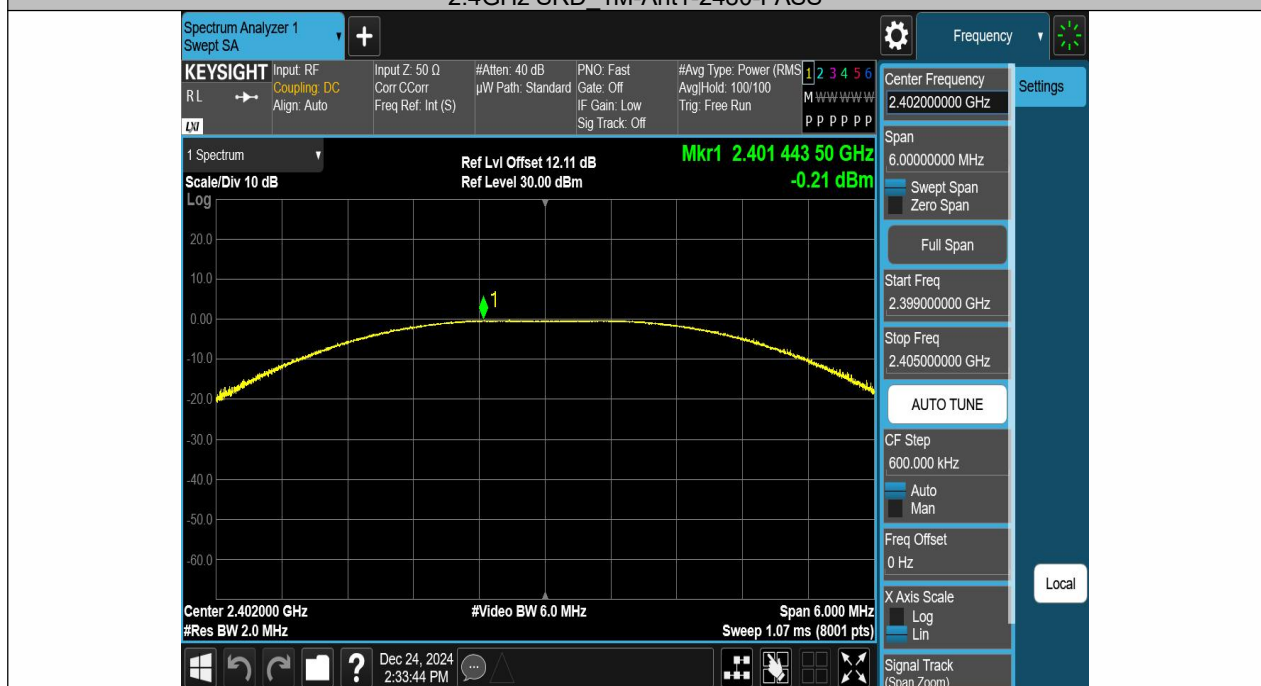 2.4GHz SRD_1M-Ant1-2480-PASS
Spectrum Analyzer 1
Swept SA
Frequency
KEYSIGHT
RL
LXI
Input: RF
Coupling: DC
Align: Auto
Input Z: 50 Ω
Corr CCorr
Freq Ref: Int (S)
#Atten: 40 dB
µW Path: Standard
PNO: Fast
Gate: Off
IF Gain: Low
Sig Track: Off
#Avg Type: Power (RMS
Avg|Hold: 100/100
Trig: Free Run
1 2 3 4 5 6
M W W W W W
P P P P P P
1 Spectrum
Scale/Div 10 dB
Log
Ref Lvl Offset 12.11 dB
Ref Level 30.00 dBm
Mkr1 2.401 443 50 GHz
-0.21 dBm
20.0
10.0
1
0.00
-10.0
-20.0
-30.0
-40.0
-50.0
-60.0
Center 2.402000 GHz
#Res BW 2.0 MHz
#Video BW 6.0 MHz
Span 6.000 MHz
Sweep 1.07 ms (8001 pts)
Dec 24, 2024
2:33:44 PM
Center Frequency
2.402000000 GHz
Settings
Span
6.00000000 MHz
Swept Span
Zero Span
Full Span
Start Freq
2.399000000 GHz
Stop Freq
2.405000000 GHz
AUTO TUNE
CF Step
600.000 kHz
Auto
Man
Freq Offset
0 Hz
Local
X Axis Scale
Log
Lin
Signal Track
(Span Zoom)